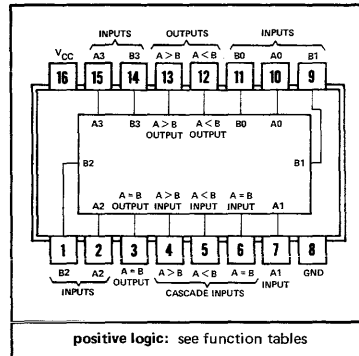 INPUTS OUTPUTS INPUTS
VCC A3 B3 A > B A < B B0 A0 B1
16 15 14 13 12 11 10 9
A3 B3 A > B A < B B0 A0
OUTPUT OUTPUT
B2 B1
A = B A > B A < B A = B
A2 OUTPUT INPUT INPUT INPUT A1
1 2 3 4 5 6 7 8
B2 A2 A = B A > B A < B A = B A1 GND
INPUTS OUTPUT CASCADE INPUTS INPUT
positive logic: see function tables